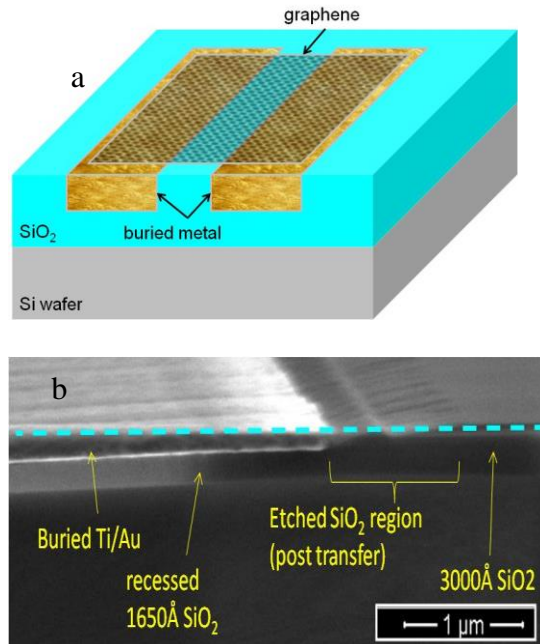 graphene
a
SiO₂
buried metal
Si wafer
b
Buried Ti/Au
recessed
1650Å SiO₂
Etched SiO₂ region
(post transfer)
3000Å SiO2
1 µm